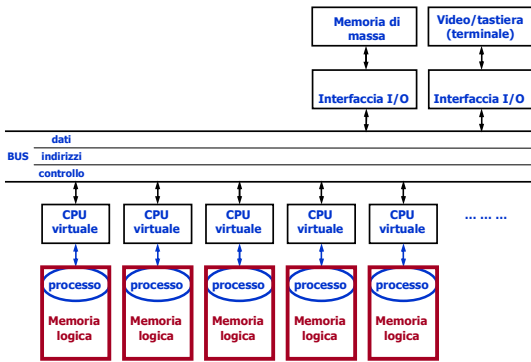 Memoria di
massa
Video/tastiera
(terminale)
Interfaccia I/O
Interfaccia I/O
dati
BUS indirizzi
controllo
CPU
virtuale
CPU
virtuale
CPU
virtuale
CPU
virtuale
CPU
virtuale
... ... ...
processo
Memoria
logica
processo
Memoria
logica
processo
Memoria
logica
processo
Memoria
logica
processo
Memoria
logica